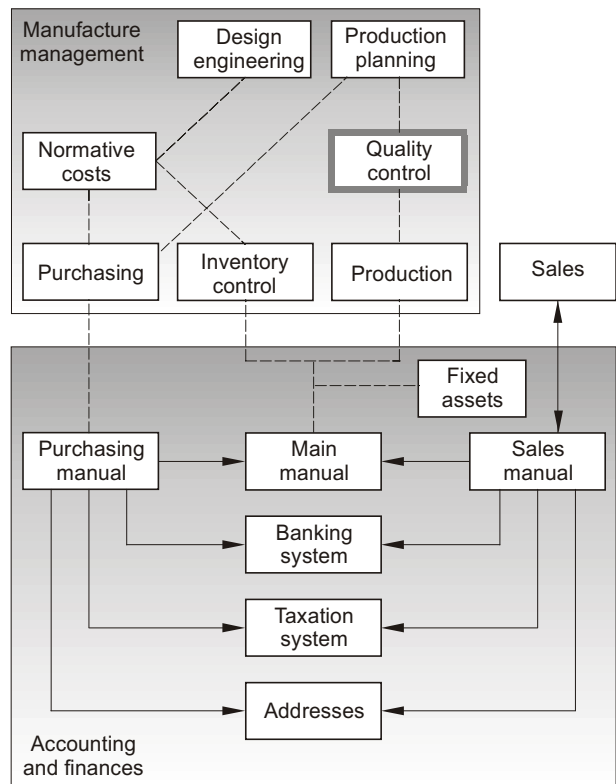 Manufacture
management
Design
engineering
Production
planning
Normative
costs
Quality
control
Purchasing
Inventory
control
Production
Sales
Fixed
assets
Purchasing
manual
Main
manual
Sales
manual
Banking
system
Taxation
system
Addresses
Accounting
and finances